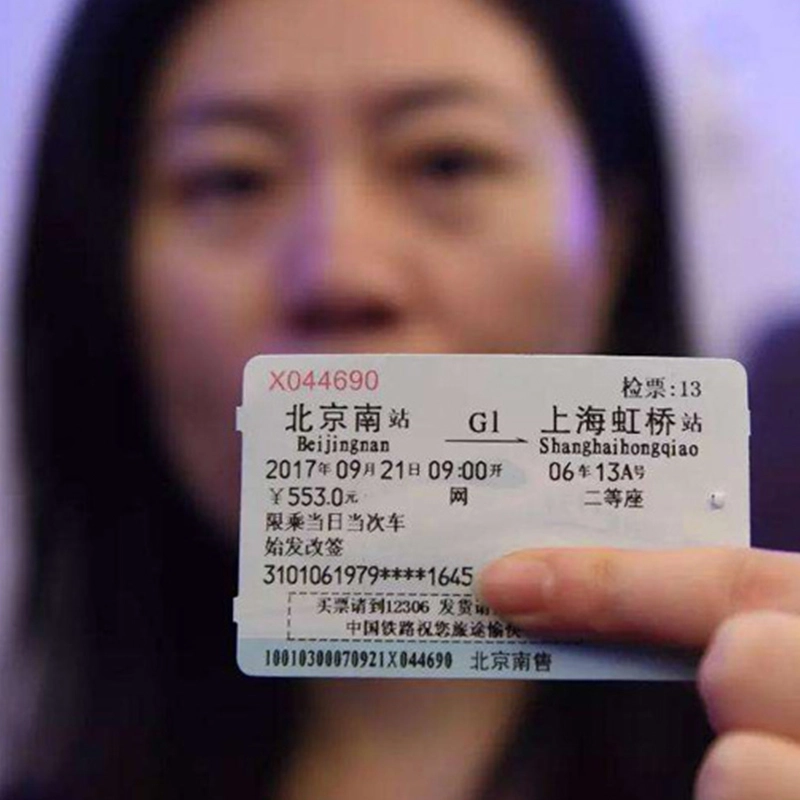 X044690 检票:13
北京南站 G1 上海虹桥站
Beijingnan Shanghaihongqiao
2017年09月21日09:00开 06车13A号
¥553.0元 网 二等座
限乘当日当次车
始发改签
3101061979****1645
买票请到12306 发货请
中国铁路祝您旅途愉快
10010300070921X044690 北京南售